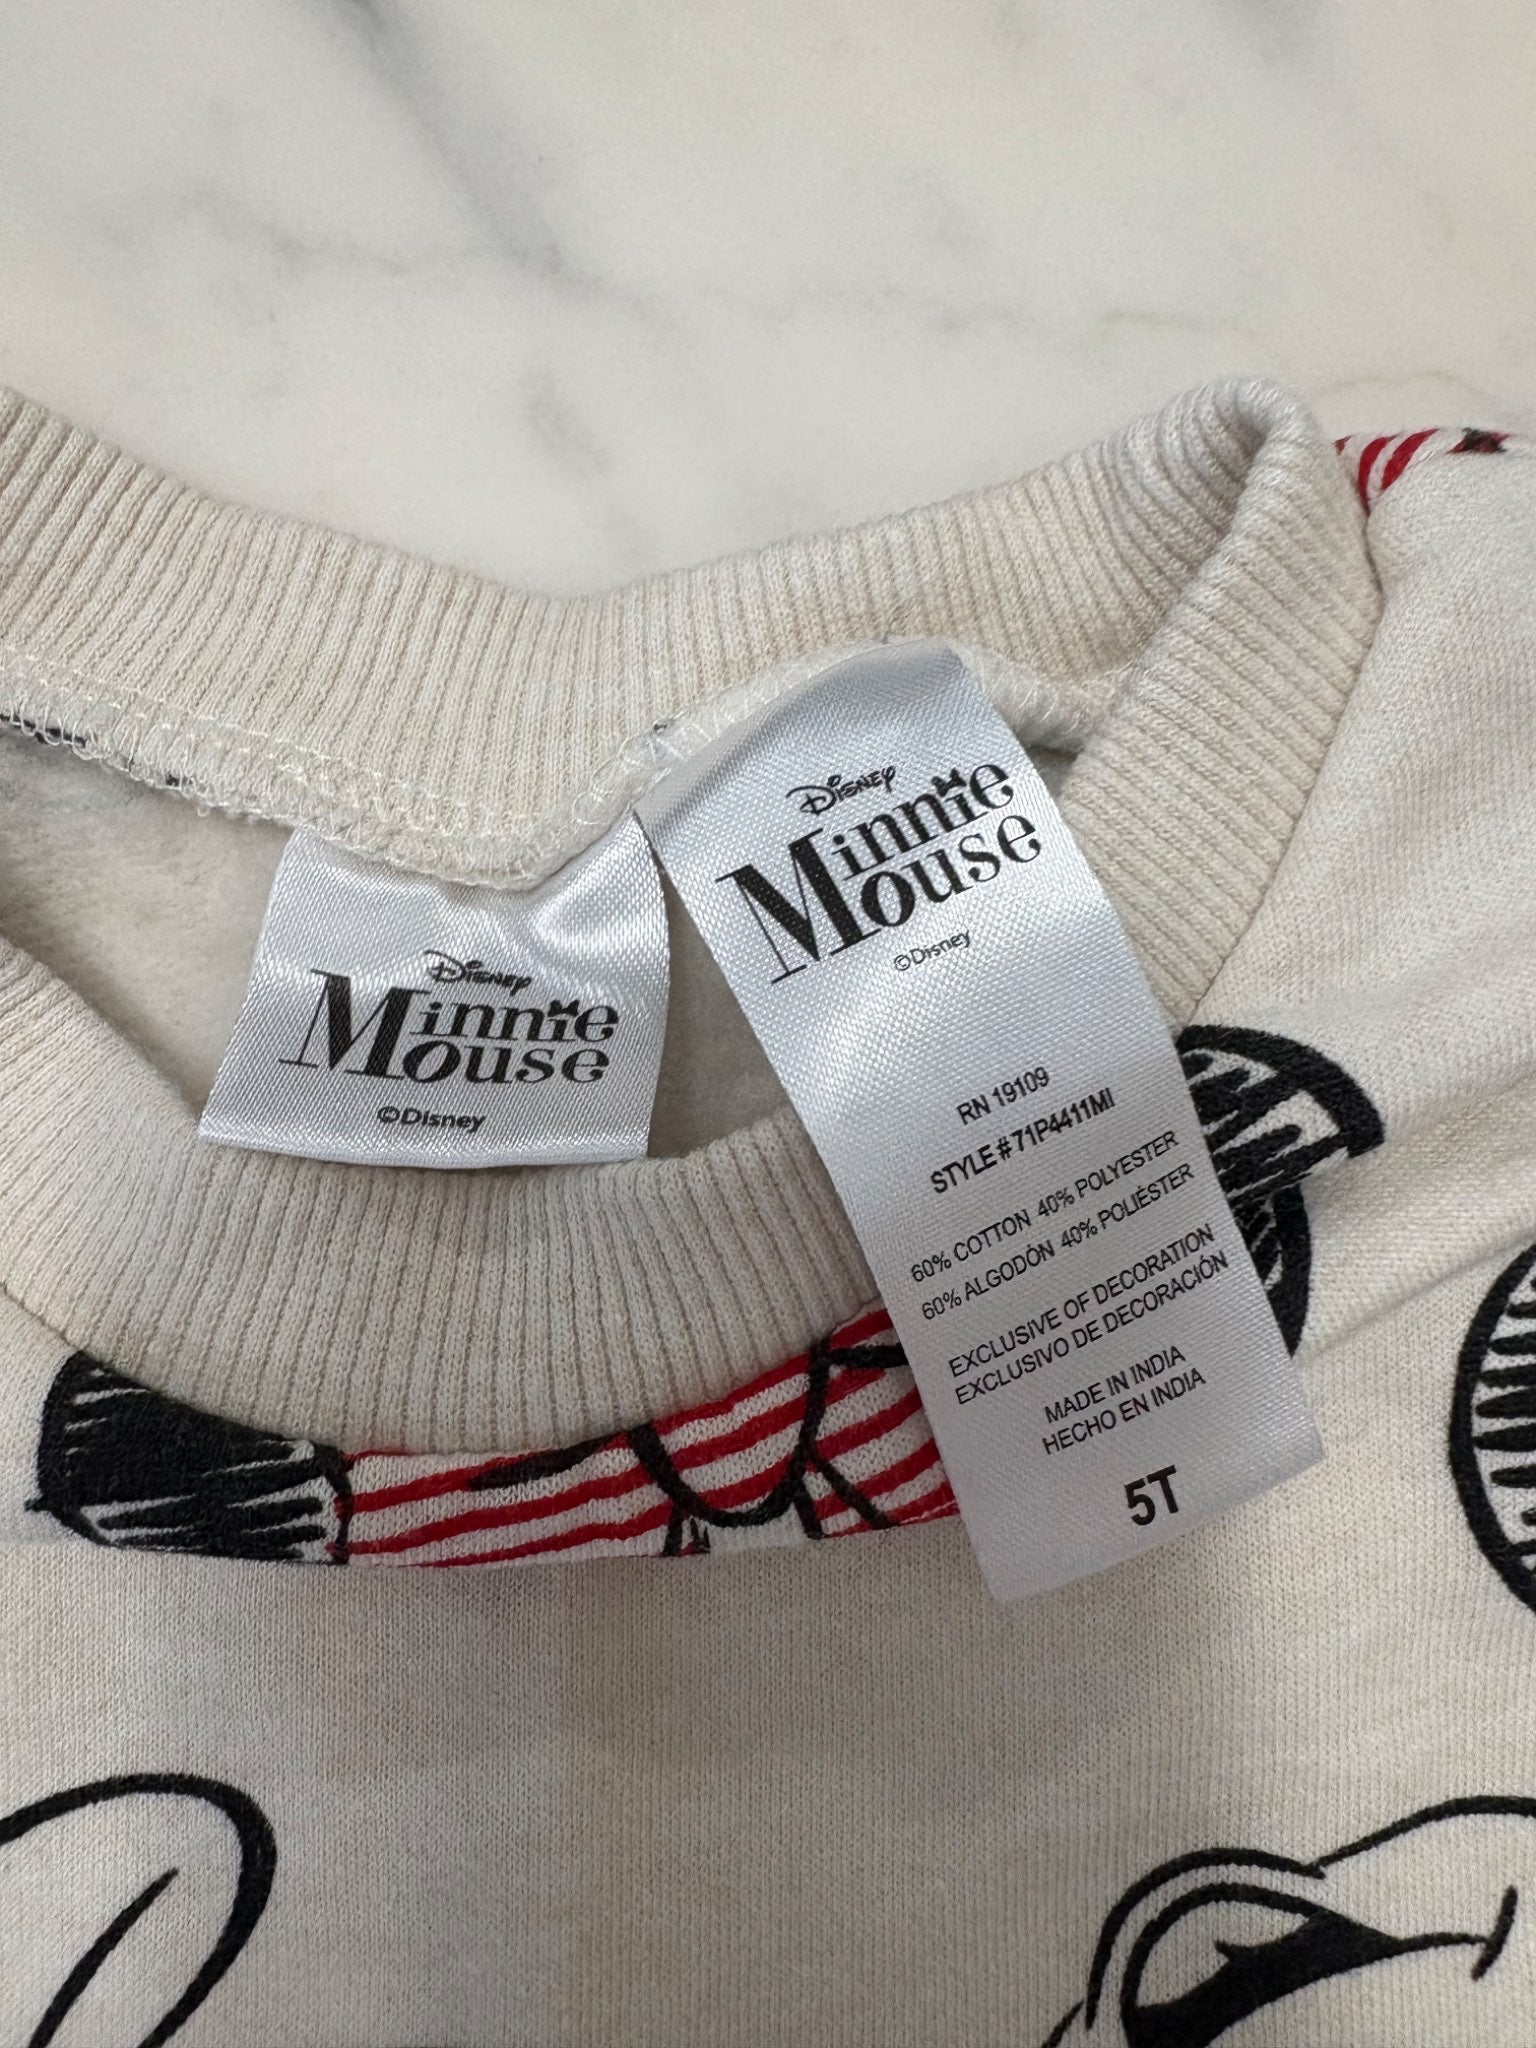 Disney
Minnie
Mouse
©Disney
Disney
Minnie
Mouse
©Disney
RN 19109
STYLE#71P4411MI
60% COTTON 40% POLYESTER
60% ALGODÓN 40% POLIÉSTER
EXCLUSIVE OF DECORATION
EXCLUSIVO DE DECORACIÓN
MADE IN INDIA
HECHO EN INDIA
5T